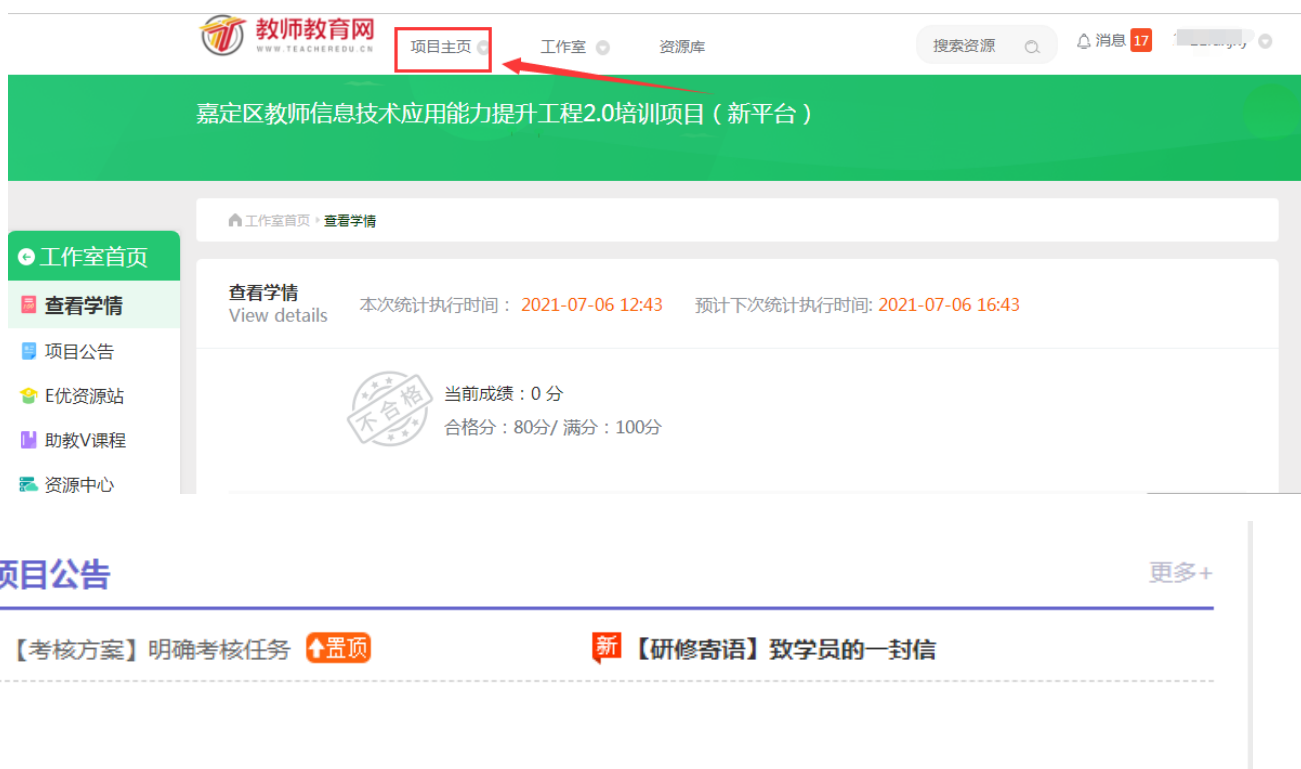 教师教育网
WWW.TEACHEREDU.CN
项目主页 工作室 资源库 搜索资源 消息 17
嘉定区教师信息技术应用能力提升工程2.0培训项目（新平台）
工作室首页 查看学情
工作室首页
查看学情
项目公告
E优资源站
助教V课程
资源中心
查看学情
View details
本次统计执行时间： 2021-07-06 12:43 预计下次统计执行时间: 2021-07-06 16:43
不合格
当前成绩：0 分
合格分：80分/ 满分：100分
项目公告 更多+
【考核方案】明确考核任务 置顶 新 【研修寄语】致学员的一封信